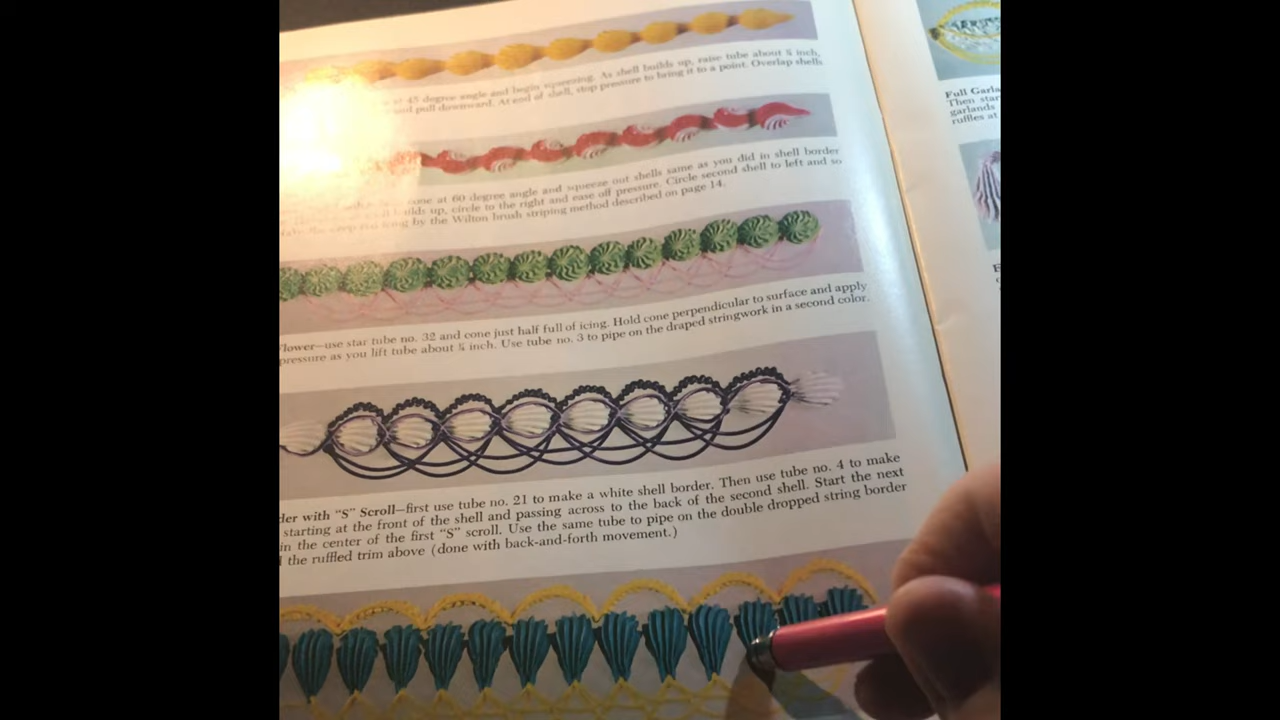 45 degree angle and begin squeezing. As shell builds up, raise tube about ⅜ inch,
and pull downward. At end of shell, stop pressure to bring it to a point. Overlap shells
cone at 60 degree angle and squeeze out shells same as you did in shell border
builds up, circle to the right and ease off pressure. Circle second shell to left and so
by the Wilton brush striping method described on page 14.
flower—use star tube no. 32 and cone just half full of icing. Hold cone perpendicular to surface and apply
pressure as you lift tube about ¼ inch. Use tube no. 3 to pipe on the draped stringwork in a second color.
der with “S” Scroll—first use tube no. 21 to make a white shell border. Then use tube no. 4 to make
starting at the front of the shell and passing across to the back of the second shell. Start the next
in the center of the first “S” scroll. Use the same tube to pipe on the double dropped string border
the ruffled trim above (done with back-and-forth movement.)
Full Garla
Then star
garlands
ruffles at